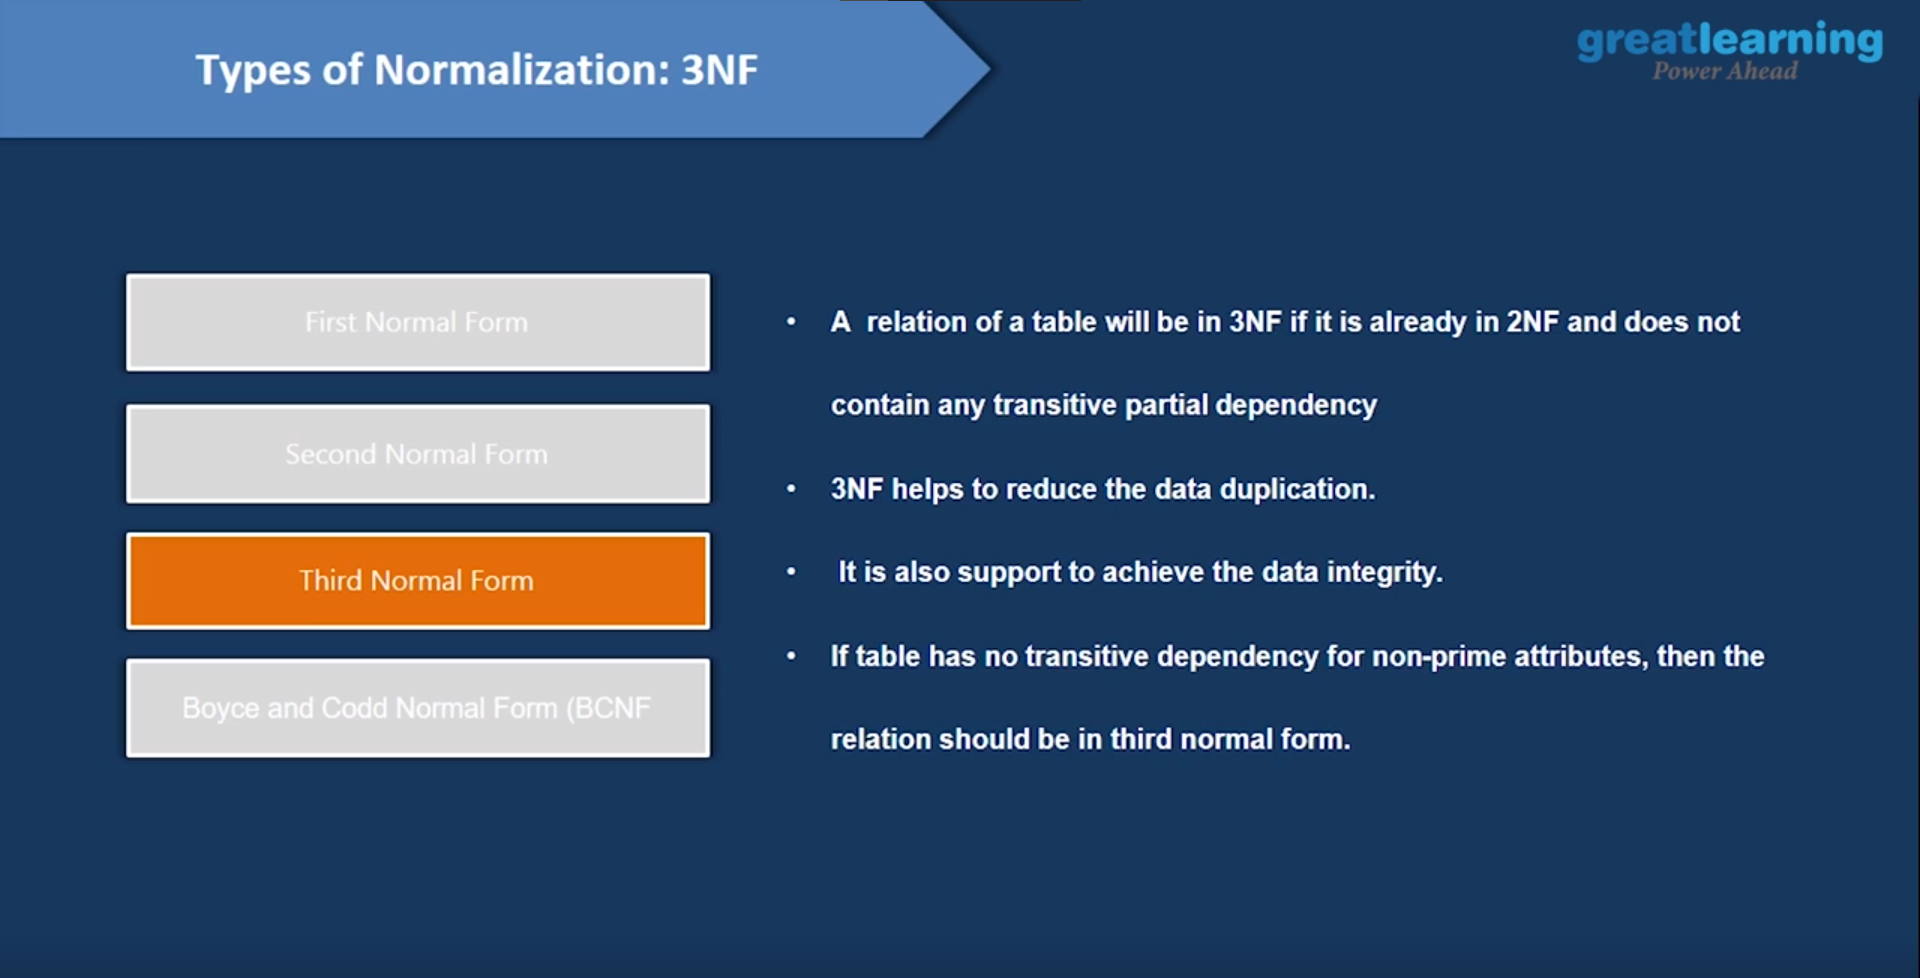 Types of Normalization: 3NF
greatlearning
Power Ahead
First Normal Form
Second Normal Form
Third Normal Form
Boyce and Codd Normal Form (BCNF
• A relation of a table will be in 3NF if it is already in 2NF and does not
contain any transitive partial dependency
• 3NF helps to reduce the data duplication.
• It is also support to achieve the data integrity.
• If table has no transitive dependency for non-prime attributes, then the
relation should be in third normal form.